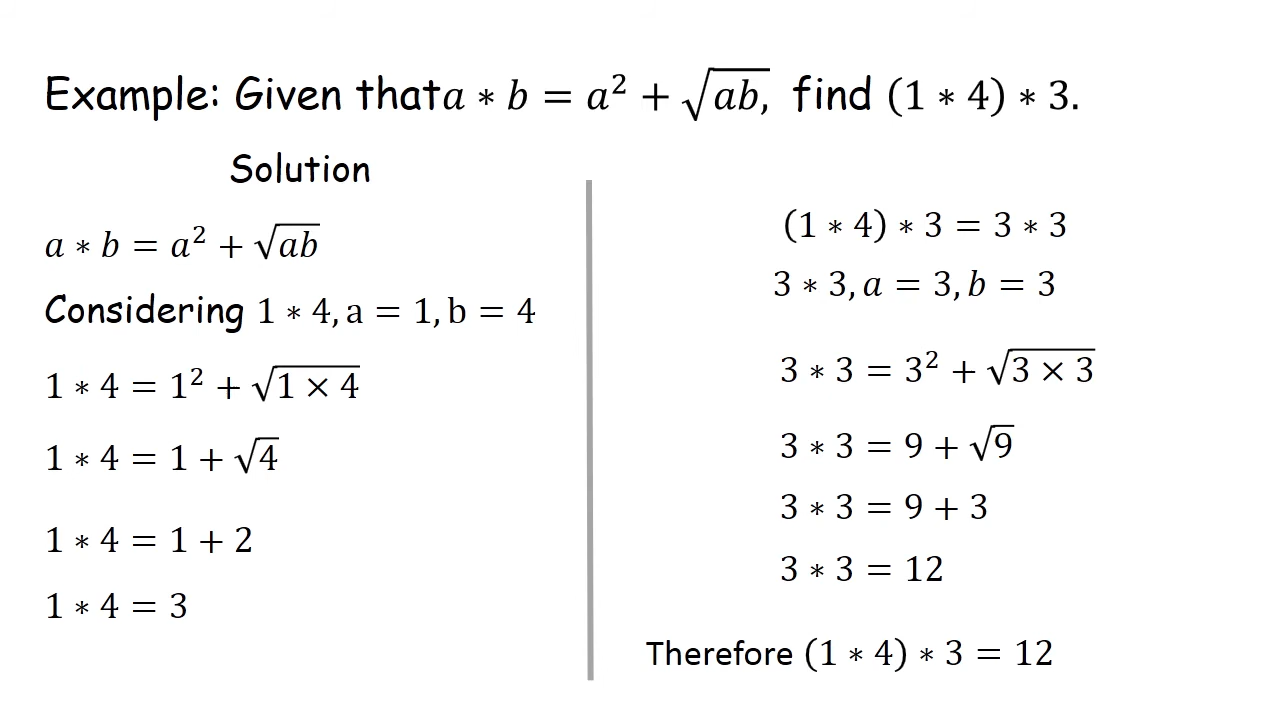 Example: Given that a ∗ b = a² + √ab, find (1 ∗ 4) ∗ 3.
Solution
a ∗ b = a² + √ab
Considering 1 ∗ 4, a = 1, b = 4
1 ∗ 4 = 1² + √1 × 4
1 ∗ 4 = 1 + √4
1 ∗ 4 = 1 + 2
1 ∗ 4 = 3
(1 ∗ 4) ∗ 3 = 3 ∗ 3
3 ∗ 3, a = 3, b = 3
3 ∗ 3 = 3² + √3 × 3
3 ∗ 3 = 9 + √9
3 ∗ 3 = 9 + 3
3 ∗ 3 = 12
Therefore (1 ∗ 4) ∗ 3 = 12